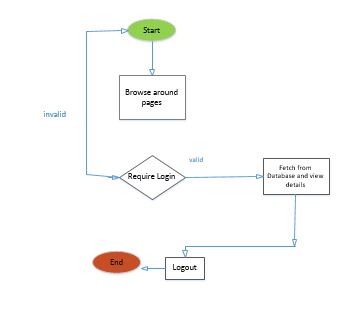 Start
Browse around
pages
invalid
valid
Require Login
Fetch from
Database and view
details
End
Logout